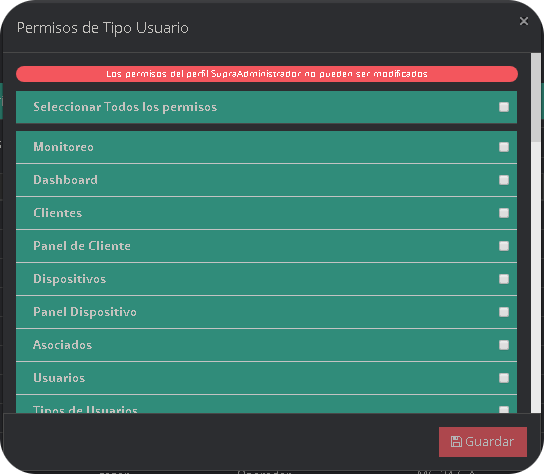 Permisos de Tipo Usuario
×
Los permisos del perfil SupraAdministrador no pueden ser modificados
Seleccionar Todos los permisos
Monitoreo
Dashboard
Clientes
Panel de Cliente
Dispositivos
Panel Dispositivo
Asociados
Usuarios
Tipos de Usuarios
Guardar